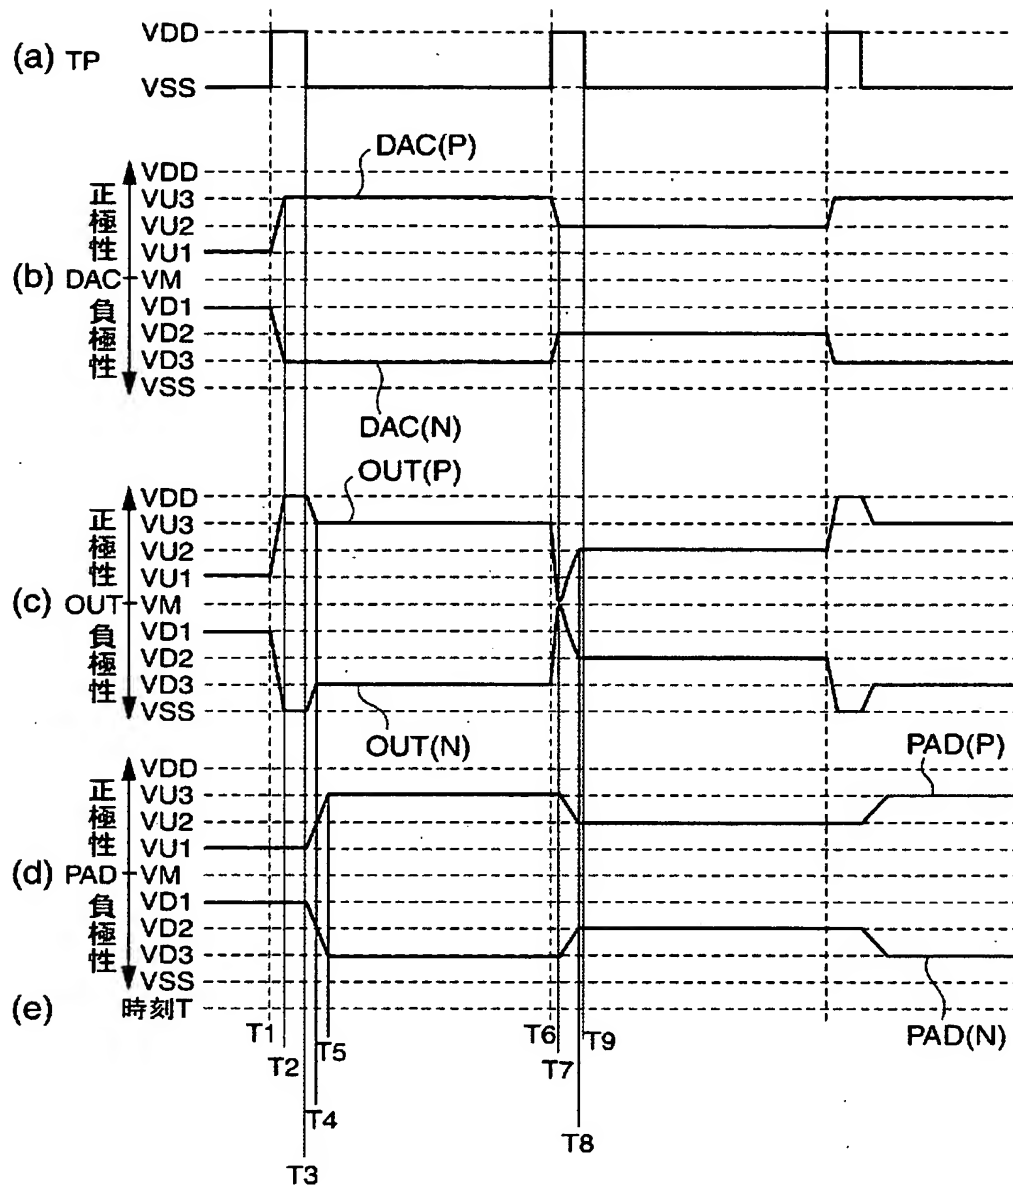 (a) TP
VDD
VSS
(b) DAC
正極性
負極性
VDD
VU3
VU2
VU1
VM
VD1
VD2
VD3
VSS
DAC(P)
DAC(N)
(c) OUT
正極性
負極性
VDD
VU3
VU2
VU1
VM
VD1
VD2
VD3
VSS
OUT(P)
OUT(N)
(d) PAD
正極性
負極性
VDD
VU3
VU2
VU1
VM
VD1
VD2
VD3
VSS
PAD(P)
PAD(N)
(e) 時刻T
T1
T2
T3
T4
T5
T6
T7
T8
T9